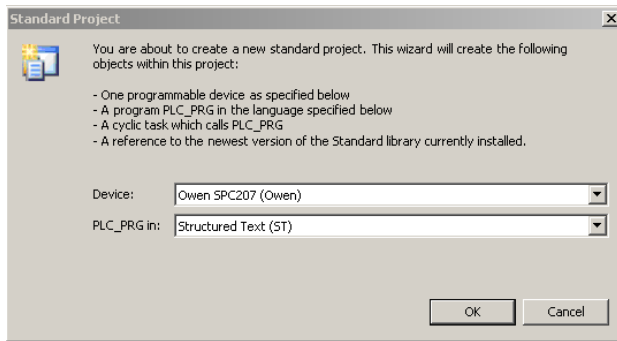 Standard Project
You are about to create a new standard project. This wizard will create the following
objects within this project:
- One programmable device as specified below
- A program PLC_PRG in the language specified below
- A cyclic task which calls PLC_PRG
- A reference to the newest version of the Standard library currently installed.
Device: Owen SPC207 (Owen)
PLC_PRG in: Structured Text (ST)
OK Cancel